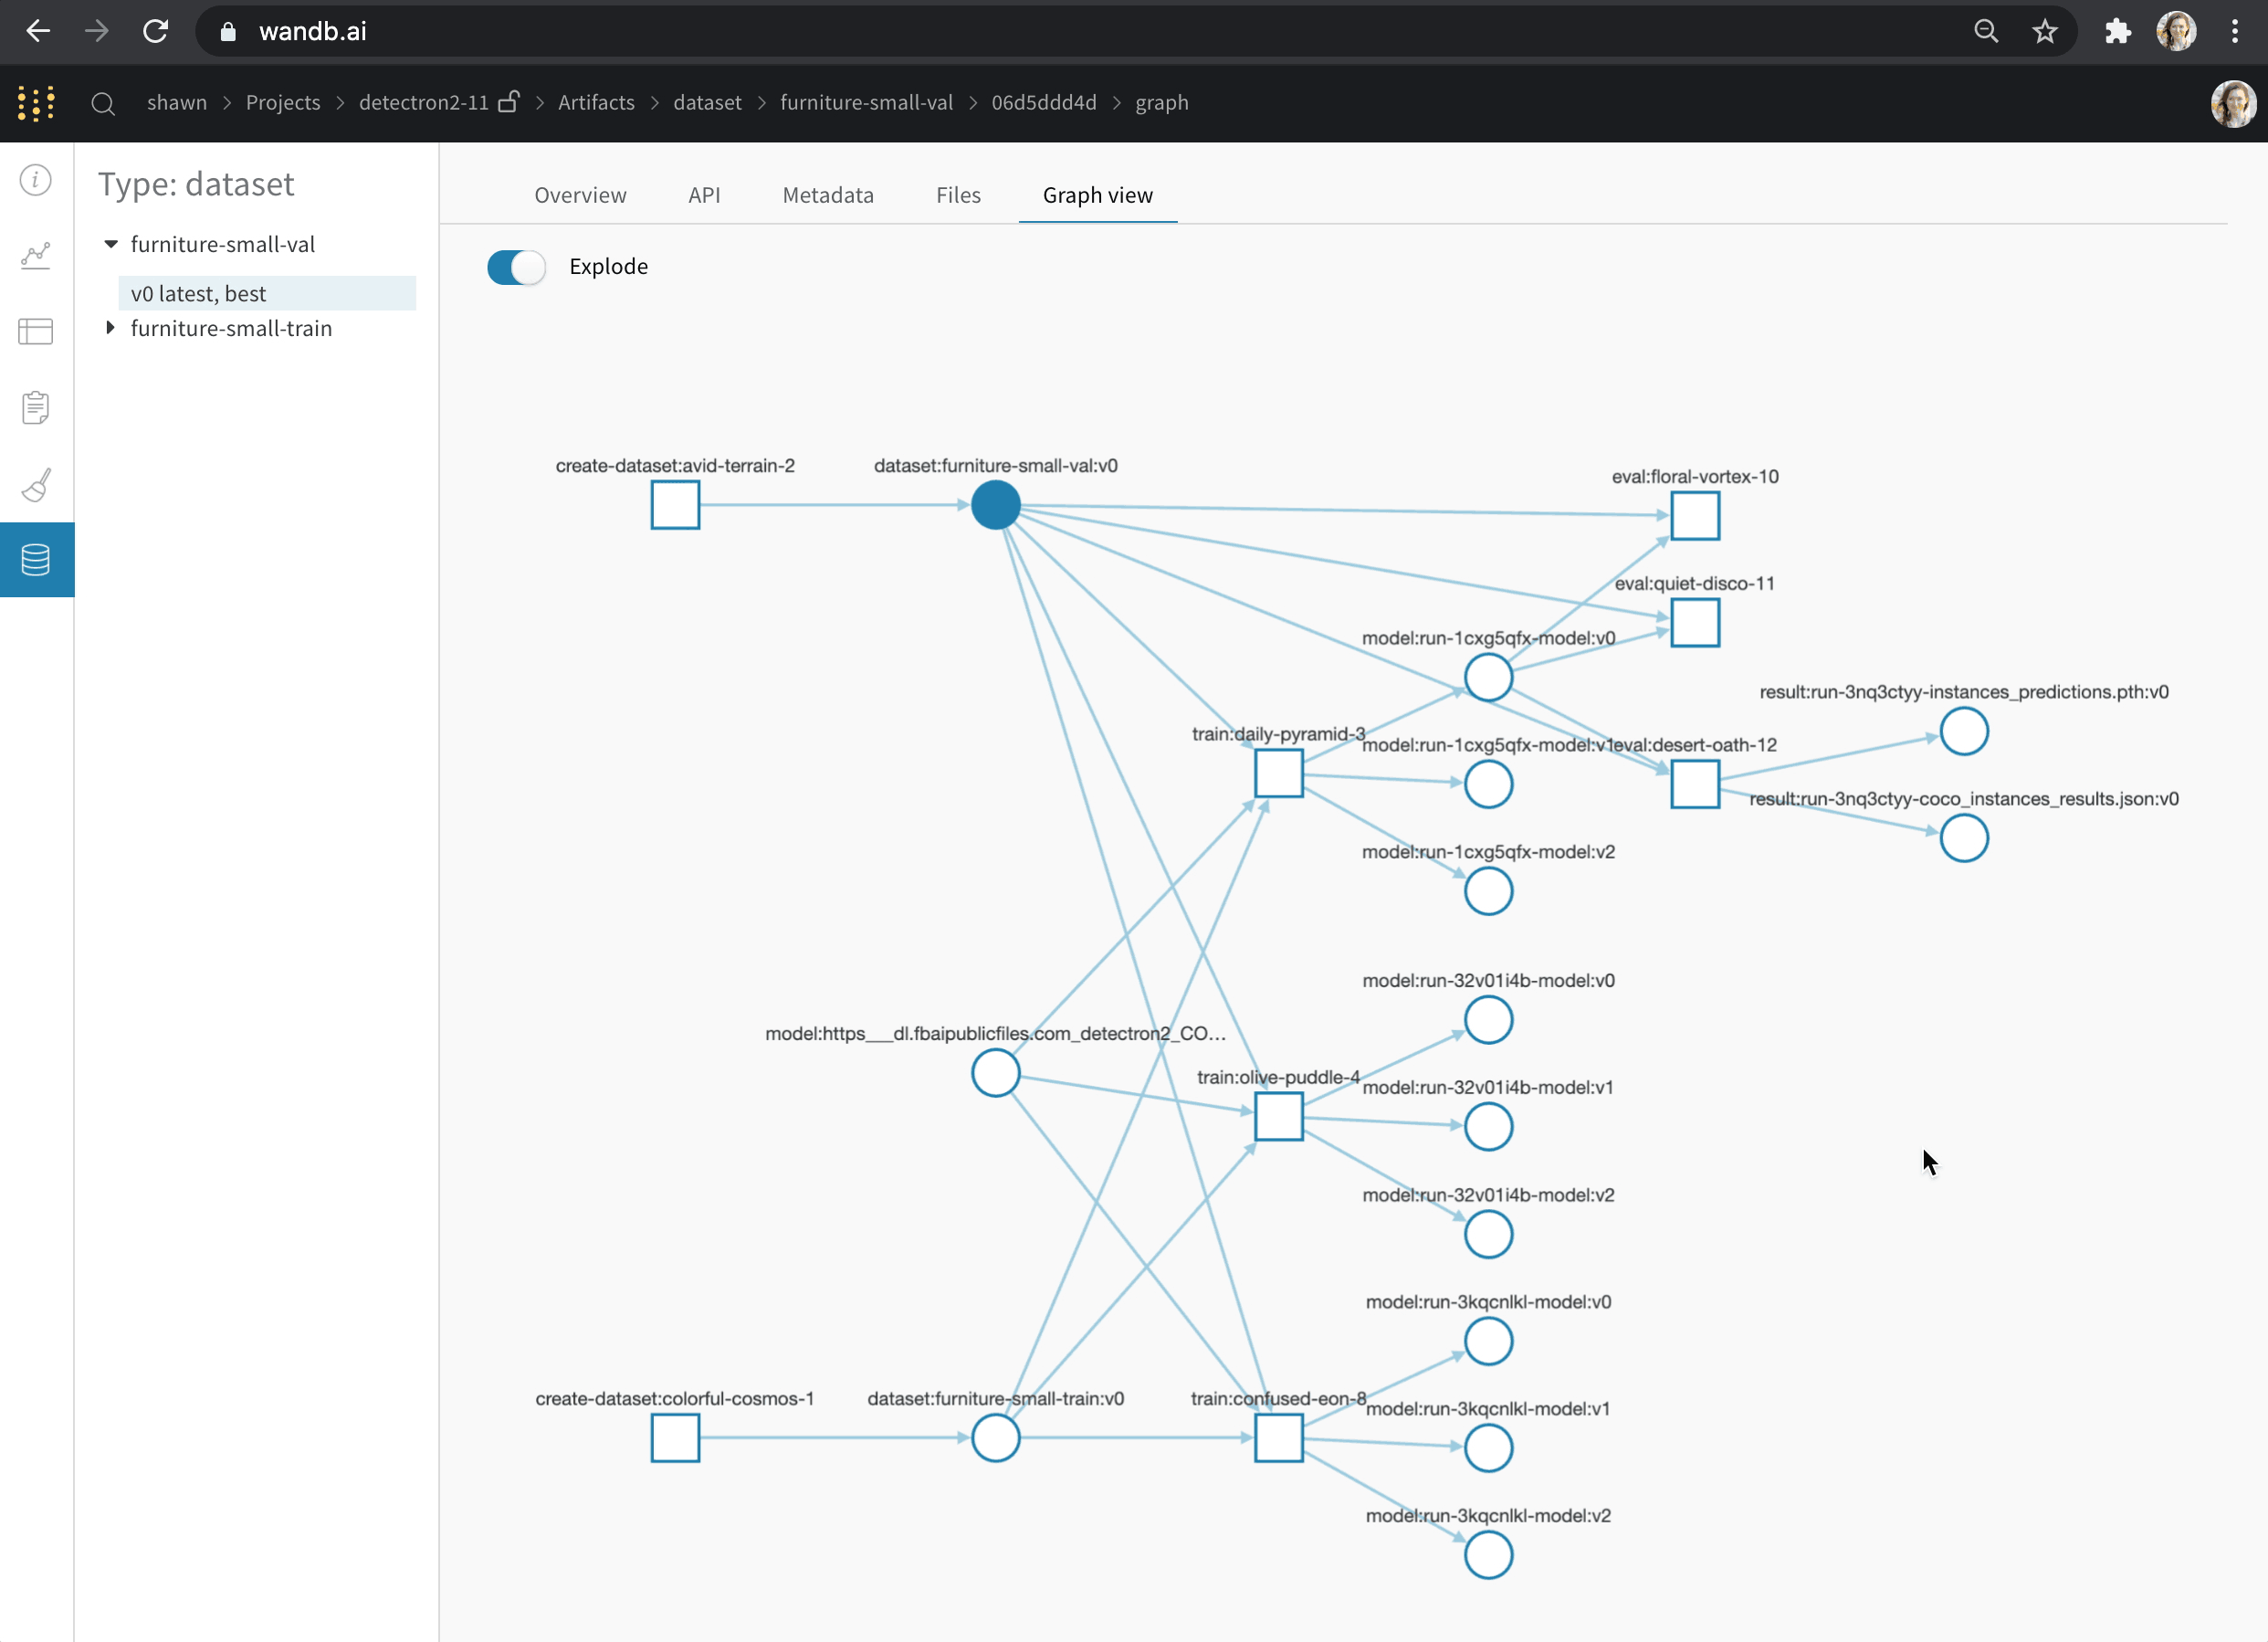 wandb.ai
shawn > Projects > detectron2-11 > Artifacts > dataset > furniture-small-val > 06d5ddd4d > graph
Type: dataset
furniture-small-val
v0 latest, best
furniture-small-train
Overview API Metadata Files Graph view
Explode
create-dataset:avid-terrain-2
dataset:furniture-small-val:v0
eval:floral-vortex-10
eval:quiet-disco-11
model:run-1cxg5qfx-model:v0
result:run-3nq3ctyy-instances_predictions.pth:v0
train:daily-pyramid-3
model:run-1cxg5qfx-model:v1
eval:desert-oath-12
result:run-3nq3ctyy-coco_instances_results.json:v0
model:run-1cxg5qfx-model:v2
model:run-32v01i4b-model:v0
model:https___dl.fbaipublicfiles.com_detectron2_CO...
train:olive-puddle-4
model:run-32v01i4b-model:v1
model:run-32v01i4b-model:v2
model:run-3kqcnlkl-model:v0
create-dataset:colorful-cosmos-1
dataset:furniture-small-train:v0
train:confused-eon-8
model:run-3kqcnlkl-model:v1
model:run-3kqcnlkl-model:v2